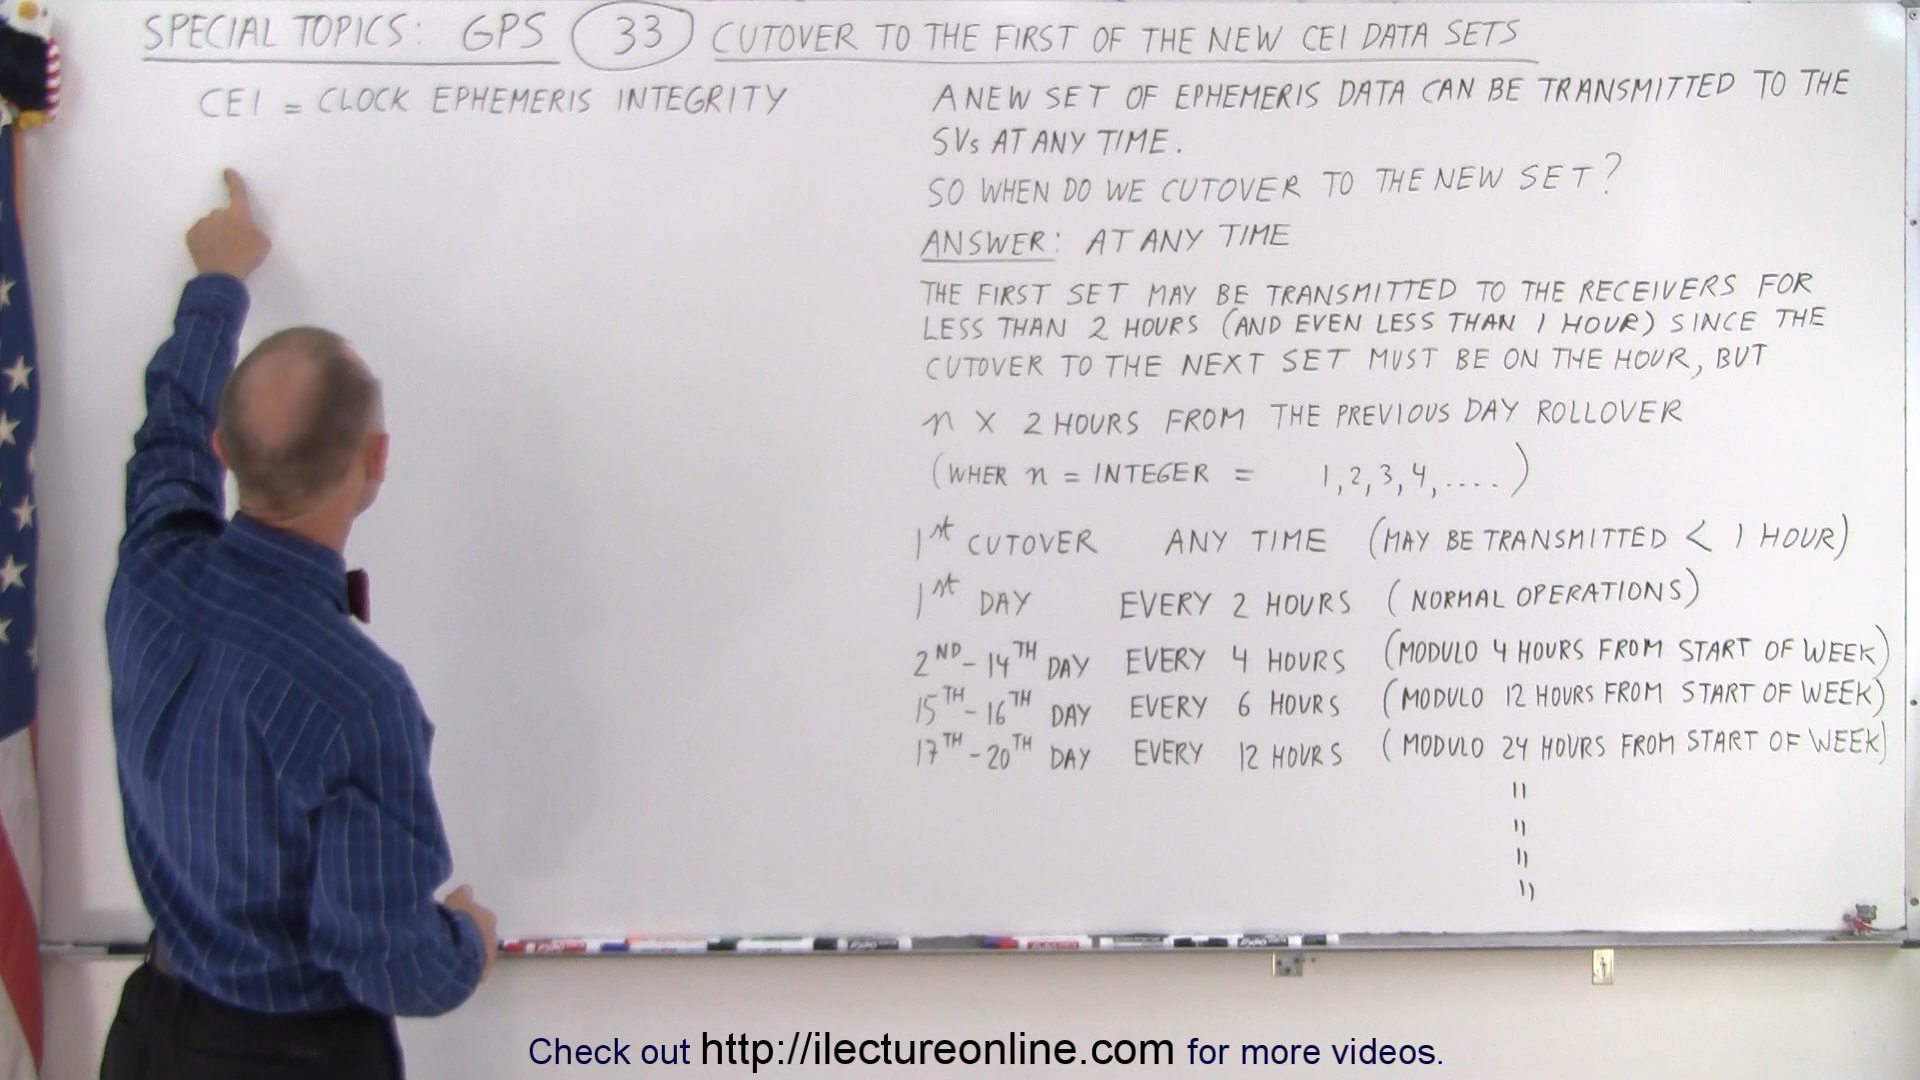 SPECIAL TOPICS: GPS 33 CUTOVER TO THE FIRST OF THE NEW CEI DATA SETS
CEI = CLOCK EPHEMERIS INTEGRITY
A NEW SET OF EPHEMERIS DATA CAN BE TRANSMITTED TO THE
SVs AT ANY TIME.
SO WHEN DO WE CUTOVER TO THE NEW SET?
ANSWER: AT ANY TIME
THE FIRST SET MAY BE TRANSMITTED TO THE RECEIVERS FOR
LESS THAN 2 HOURS (AND EVEN LESS THAN 1 HOUR) SINCE THE
CUTOVER TO THE NEXT SET MUST BE ON THE HOUR, BUT
n X 2 HOURS FROM THE PREVIOUS DAY ROLLOVER
(WHER n = INTEGER = 1, 2, 3, 4, ....)
1st CUTOVER ANY TIME (MAY BE TRANSMITTED < 1 HOUR)
1st DAY EVERY 2 HOURS (NORMAL OPERATIONS)
2ND-14TH DAY EVERY 4 HOURS (MODULO 4 HOURS FROM START OF WEEK)
15TH-16TH DAY EVERY 6 HOURS (MODULO 12 HOURS FROM START OF WEEK)
17TH-20TH DAY EVERY 12 HOURS (MODULO 24 HOURS FROM START OF WEEK)
"
"
"
"
Check out http://ilectureonline.com for more videos.